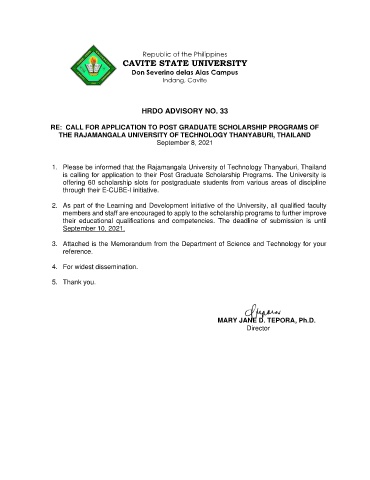 Republic of the Philippines
CAVITE STATE UNIVERSITY
Don Severino delas Alas Campus
Indang, Cavite
HRDO ADVISORY NO. 33
RE: CALL FOR APPLICATION TO POST GRADUATE SCHOLARSHIP PROGRAMS OF
THE RAJAMANGALA UNIVERSITY OF TECHNOLOGY THANYABURI, THAILAND
September 8, 2021
1. Please be informed that the Rajamangala University of Technology Thanyaburi. Thailand
is calling for application to their Post Graduate Scholarship Programs. The University is
offering 60 scholarship slots for postgraduate students from various areas of discipline
through their E-CUBE-I initiative.
2. As part of the Learning and Development initiative of the University, all qualified faculty
members and staff are encouraged to apply to the scholarship programs to further improve
their educational qualifications and competencies. The deadline of submission is until
September 10, 2021.
3. Attached is the Memorandum from the Department of Science and Technology for your
reference.
4. For widest dissemination.
5. Thank you.
MARY JANE D. TEPORA, Ph.D.
Director